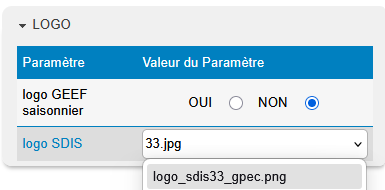 LOGO
Paramètre Valeur du Paramètre
logo GEEF saisonnier OUI NON
logo SDIS 33.jpg
logo_sdis33_gpec.png